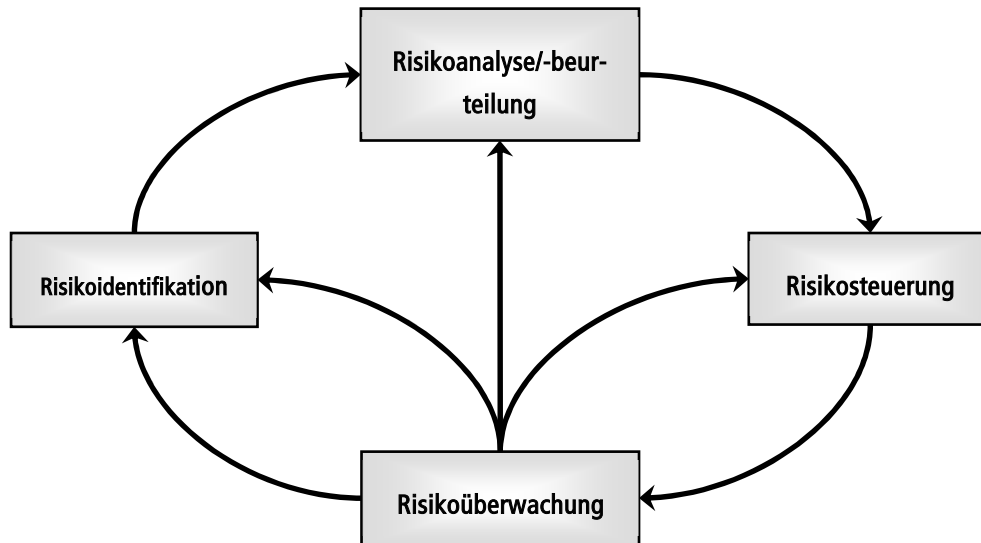 Risikoanalyse/-beur-
teilung
Risikoidentifikation
Risikosteuerung
Risikoüberwachung